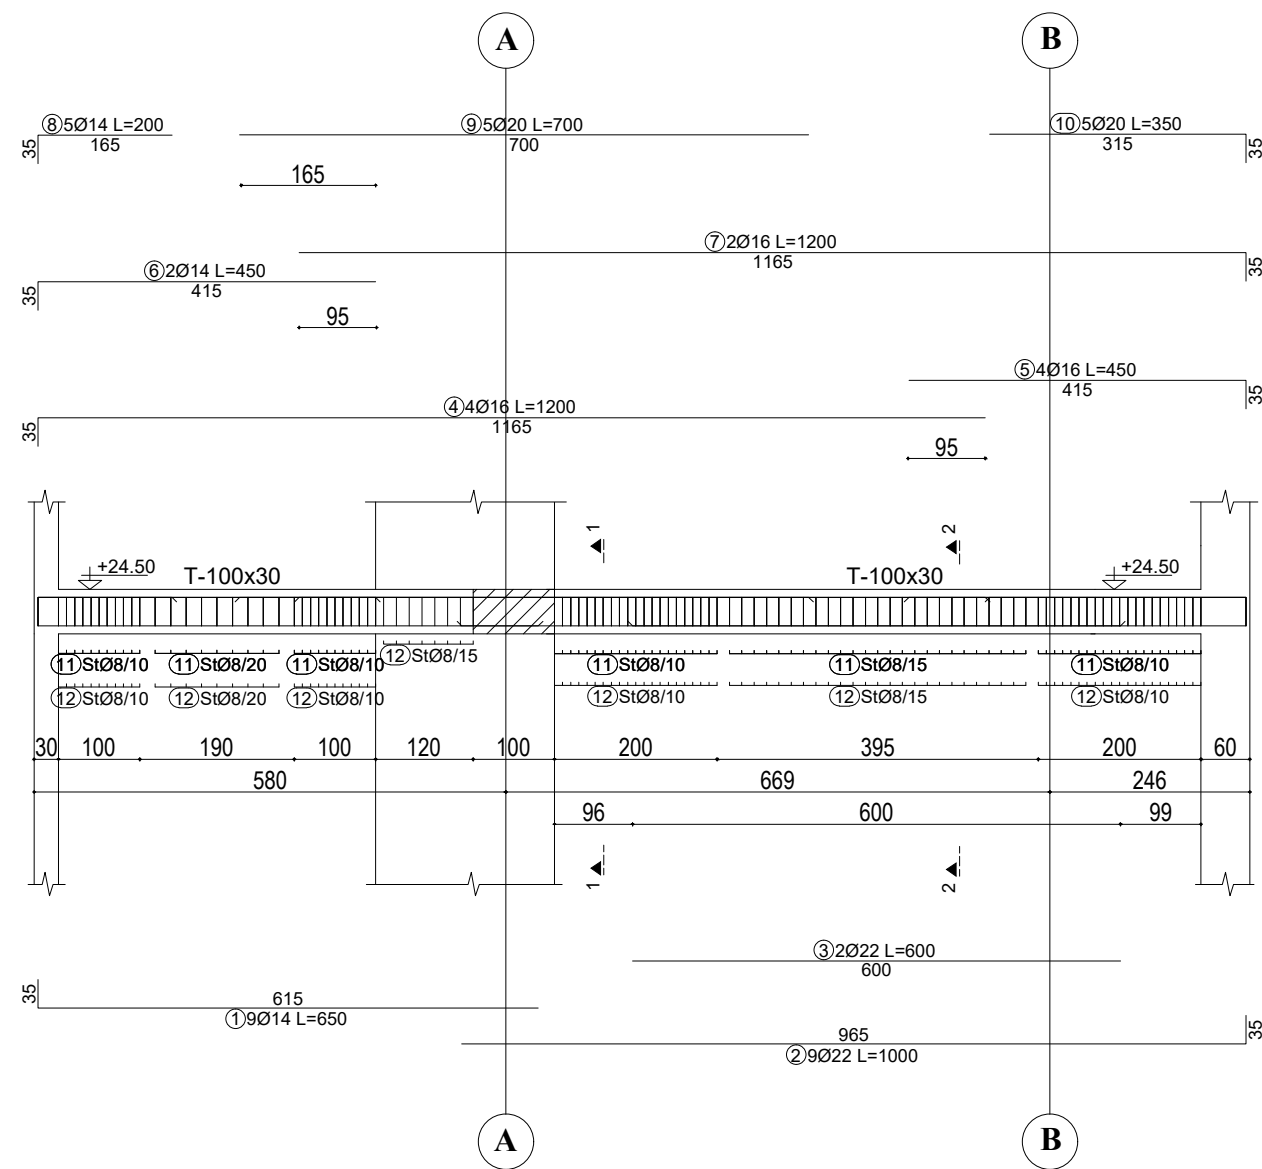 A B
⑧5Ø14 L=200 ⑨5Ø20 L=700 ⑩5Ø20 L=350
35 165 700 315 35
165
⑦2Ø16 L=1200
1165 35
⑥2Ø14 L=450
35 415
95
⑤4Ø16 L=450
415 35
④4Ø16 L=1200
35 1165
95
1 2
+24.50 T-100x30 T-100x30 +24.50
⑪StØ8/10 ⑪StØ8/20 ⑪StØ8/10 ⑫StØ8/15 ⑪StØ8/10 ⑪StØ8/15 ⑪StØ8/10
⑫StØ8/10 ⑫StØ8/20 ⑫StØ8/10 ⑫StØ8/10 ⑫StØ8/15 ⑫StØ8/10
30 100 190 100 120 100 200 395 200 60
580 669 246
96 600 99
1 2
③2Ø22 L=600
600
35 615
①9Ø14 L=650
965 35
②9Ø22 L=1000
A B